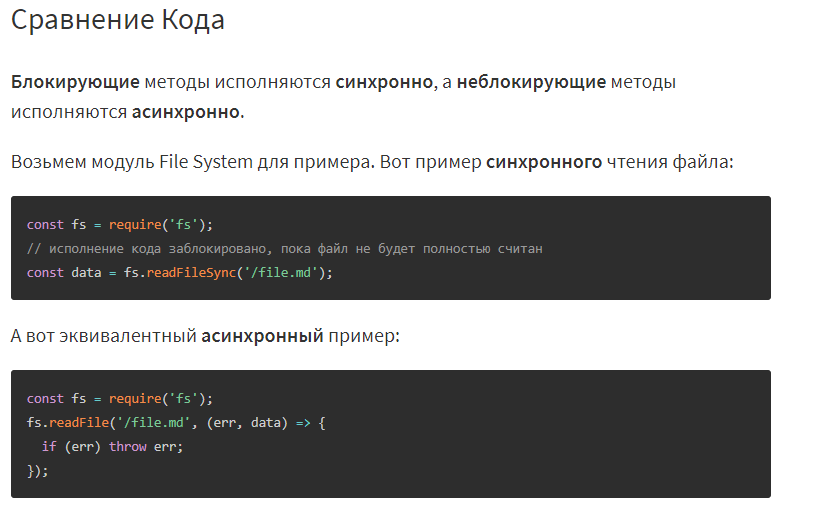 Сравнение Кода
Блокирующие методы исполняются синхронно, а неблокирующие методы
исполняются асинхронно.
Возьмем модуль File System для примера. Вот пример синхронного чтения файла:
const fs = require('fs');
// исполнение кода заблокировано, пока файл не будет полностью считан
const data = fs.readFileSync('/file.md');
А вот эквивалентный асинхронный пример:
const fs = require('fs');
fs.readFile('/file.md', (err, data) => {
  if (err) throw err;
});